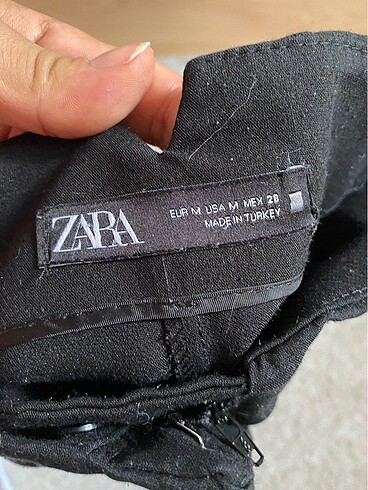 ZARA
EUR M USA M MEX 28
MADE IN TURKEY